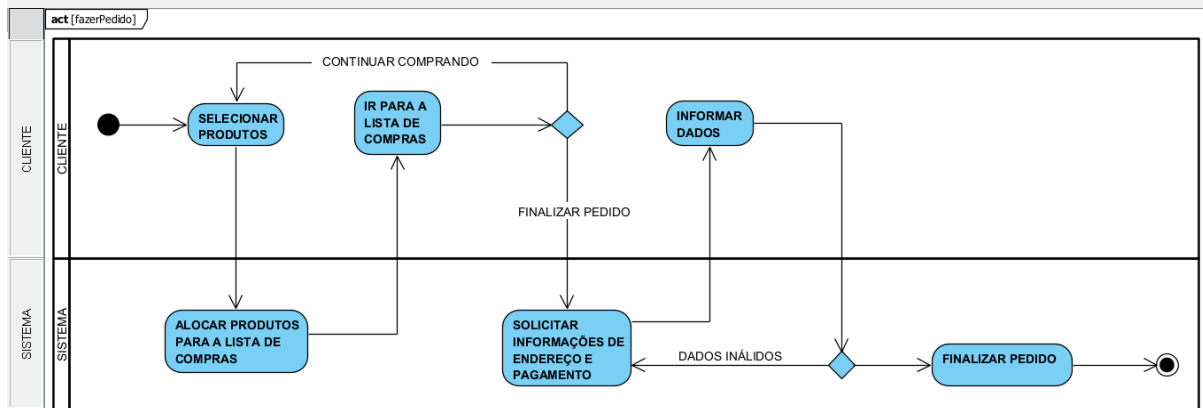 act [fazerPedido]
CLIENTE
CLIENTE
CONTINUAR COMPRANDO
SELECIONAR
PRODUTOS
IR PARA A
LISTA DE
COMPRAS
INFORMAR
DADOS
FINALIZAR PEDIDO
SISTEMA
SISTEMA
ALOCAR PRODUTOS
PARA A LISTA DE
COMPRAS
SOLICITAR
INFORMAÇÕES DE
ENDEREÇO E
PAGAMENTO
DADOS INÁLIDOS
FINALIZAR PEDIDO